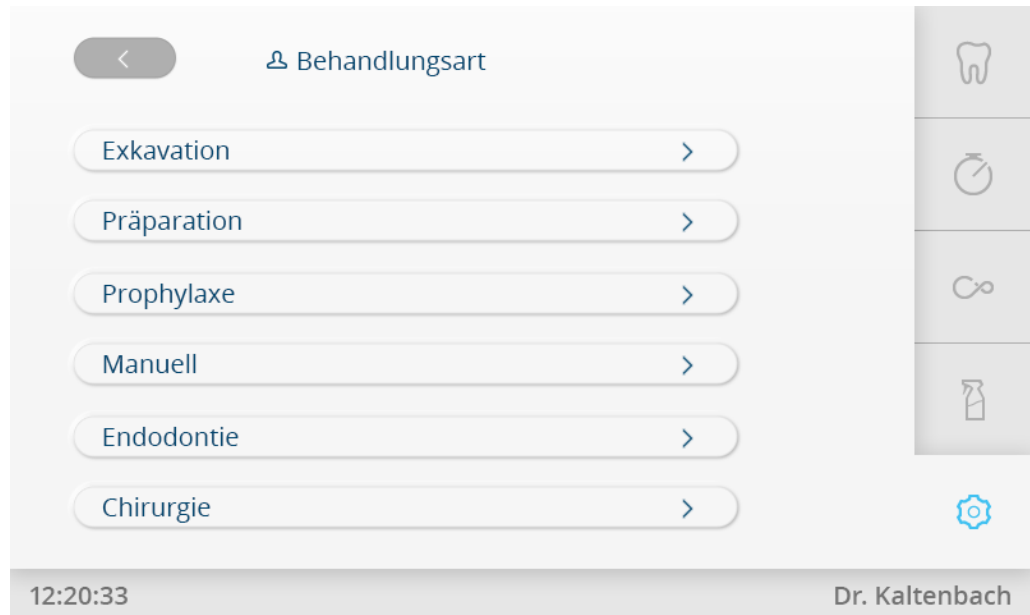 Behandlungsart
Exkavation
Präparation
Prophylaxe
Manuell
Endodontie
Chirurgie
12:20:33
Dr. Kaltenbach